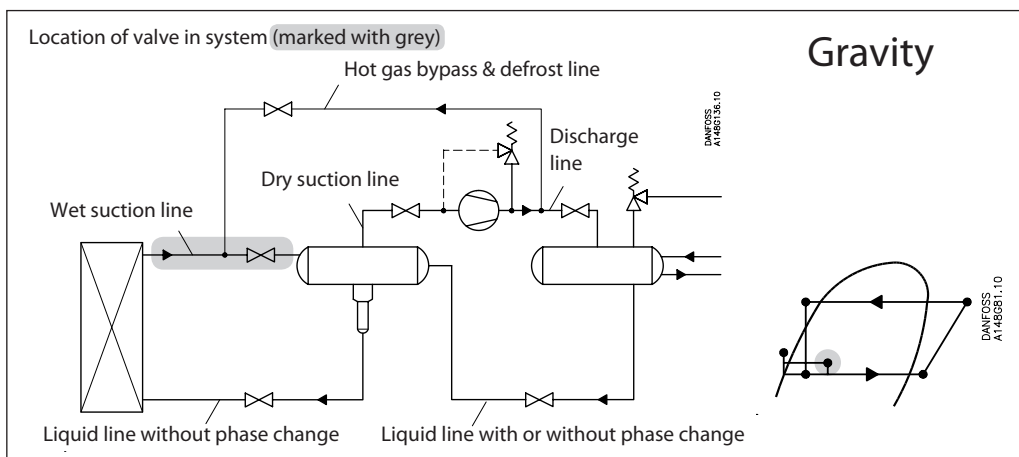 Location of valve in system (marked with grey)
Gravity
Hot gas bypass & defrost line
DANFOSS
A14BG136.10
Discharge
line
Dry suction line
Wet suction line
DANFOSS
A14BG81.10
Liquid line without phase change
Liquid line with or without phase change